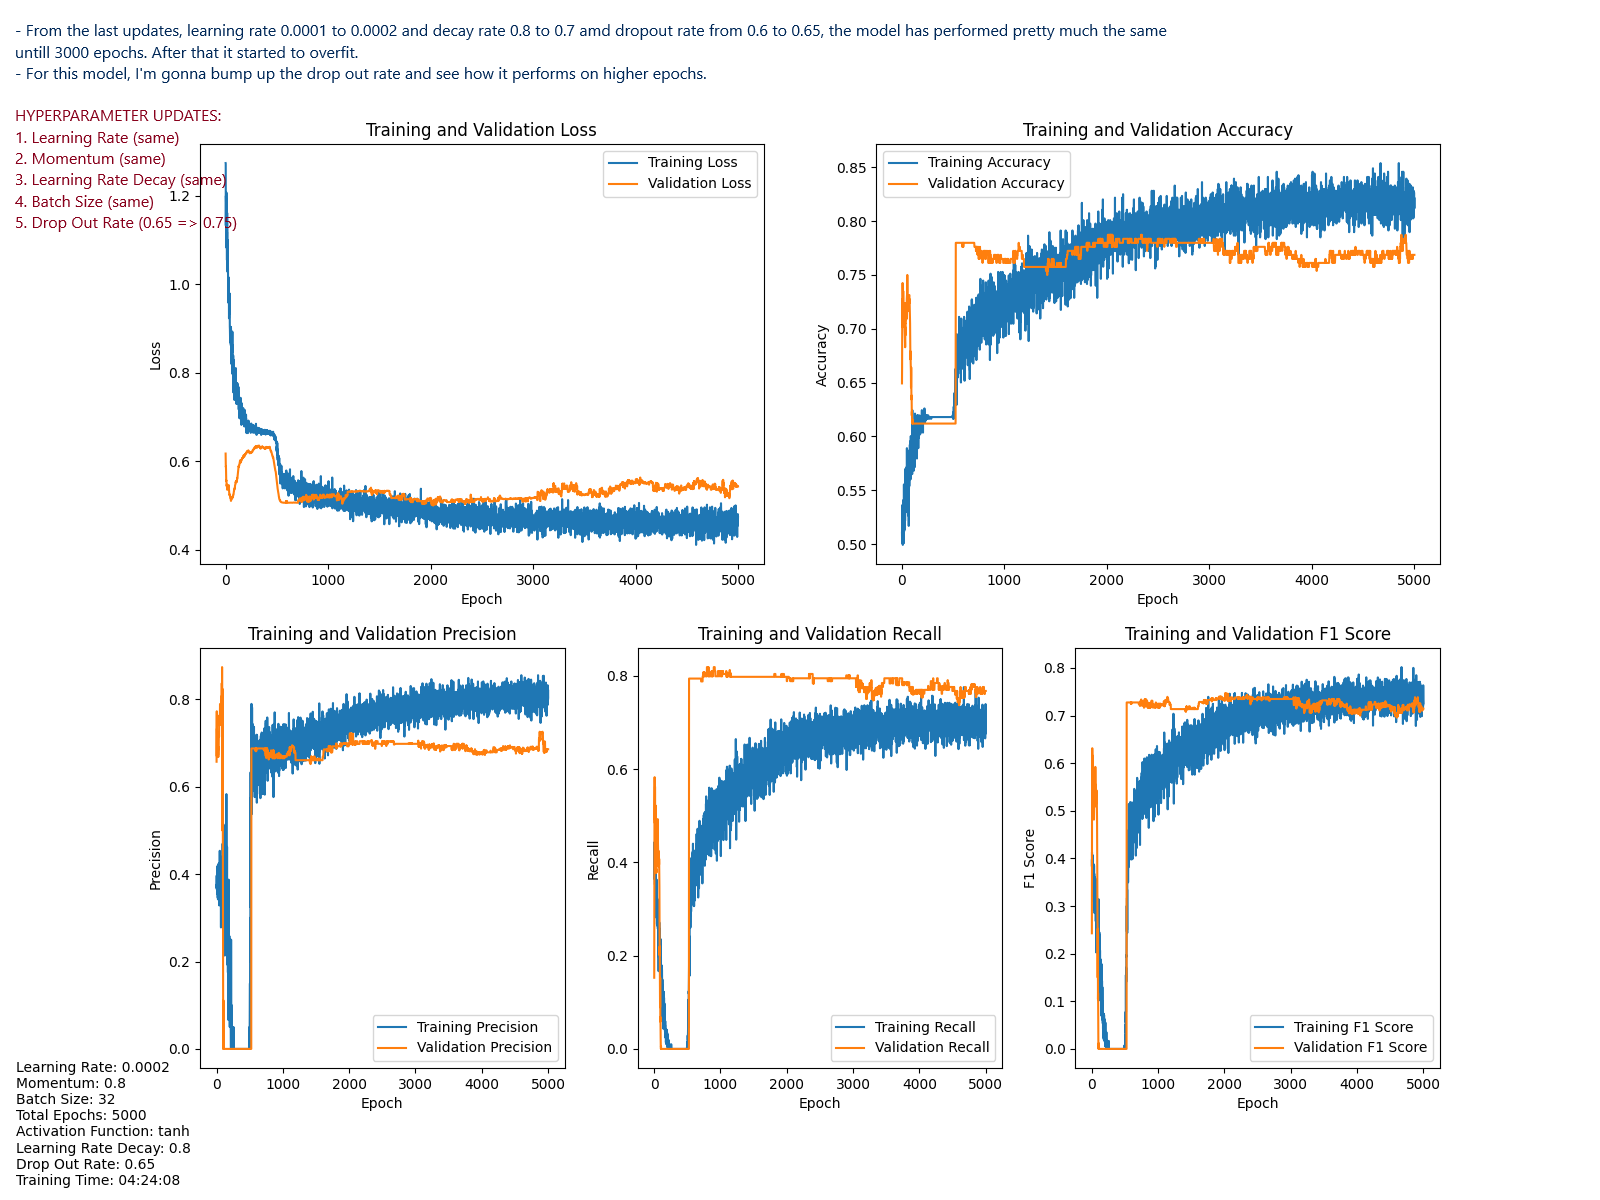 - From the last updates, learning rate 0.0001 to 0.0002 and decay rate 0.8 to 0.7 amd dropout rate from 0.6 to 0.65, the model has performed pretty much the same
untill 3000 epochs. After that it started to overfit.
- For this model, I'm gonna bump up the drop out rate and see how it performs on higher epochs.
HYPERPARAMETER UPDATES:
1. Learning Rate (same)
2. Momentum (same)
3. Learning Rate Decay (same)
4. Batch Size (same)
5. Drop Out Rate (0.65 => 0.75)
Training and Validation Loss
Training Loss
Validation Loss
1.2
1.0
0.8
0.6
0.4
Loss
0 1000 2000 3000 4000 5000
Epoch
Training and Validation Accuracy
Training Accuracy
Validation Accuracy
0.85
0.80
0.75
0.70
0.65
0.60
0.55
0.50
Accuracy
0 1000 2000 3000 4000 5000
Epoch
Training and Validation Precision
0.8
0.6
0.4
0.2
0.0
Precision
Training Precision
Validation Precision
0 1000 2000 3000 4000 5000
Epoch
Training and Validation Recall
0.8
0.6
0.4
0.2
0.0
Recall
Training Recall
Validation Recall
0 1000 2000 3000 4000 5000
Epoch
Training and Validation F1 Score
0.8
0.7
0.6
0.5
0.4
0.3
0.2
0.1
0.0
F1 Score
Training F1 Score
Validation F1 Score
0 1000 2000 3000 4000 5000
Epoch
Learning Rate: 0.0002
Momentum: 0.8
Batch Size: 32
Total Epochs: 5000
Activation Function: tanh
Learning Rate Decay: 0.8
Drop Out Rate: 0.65
Training Time: 04:24:08